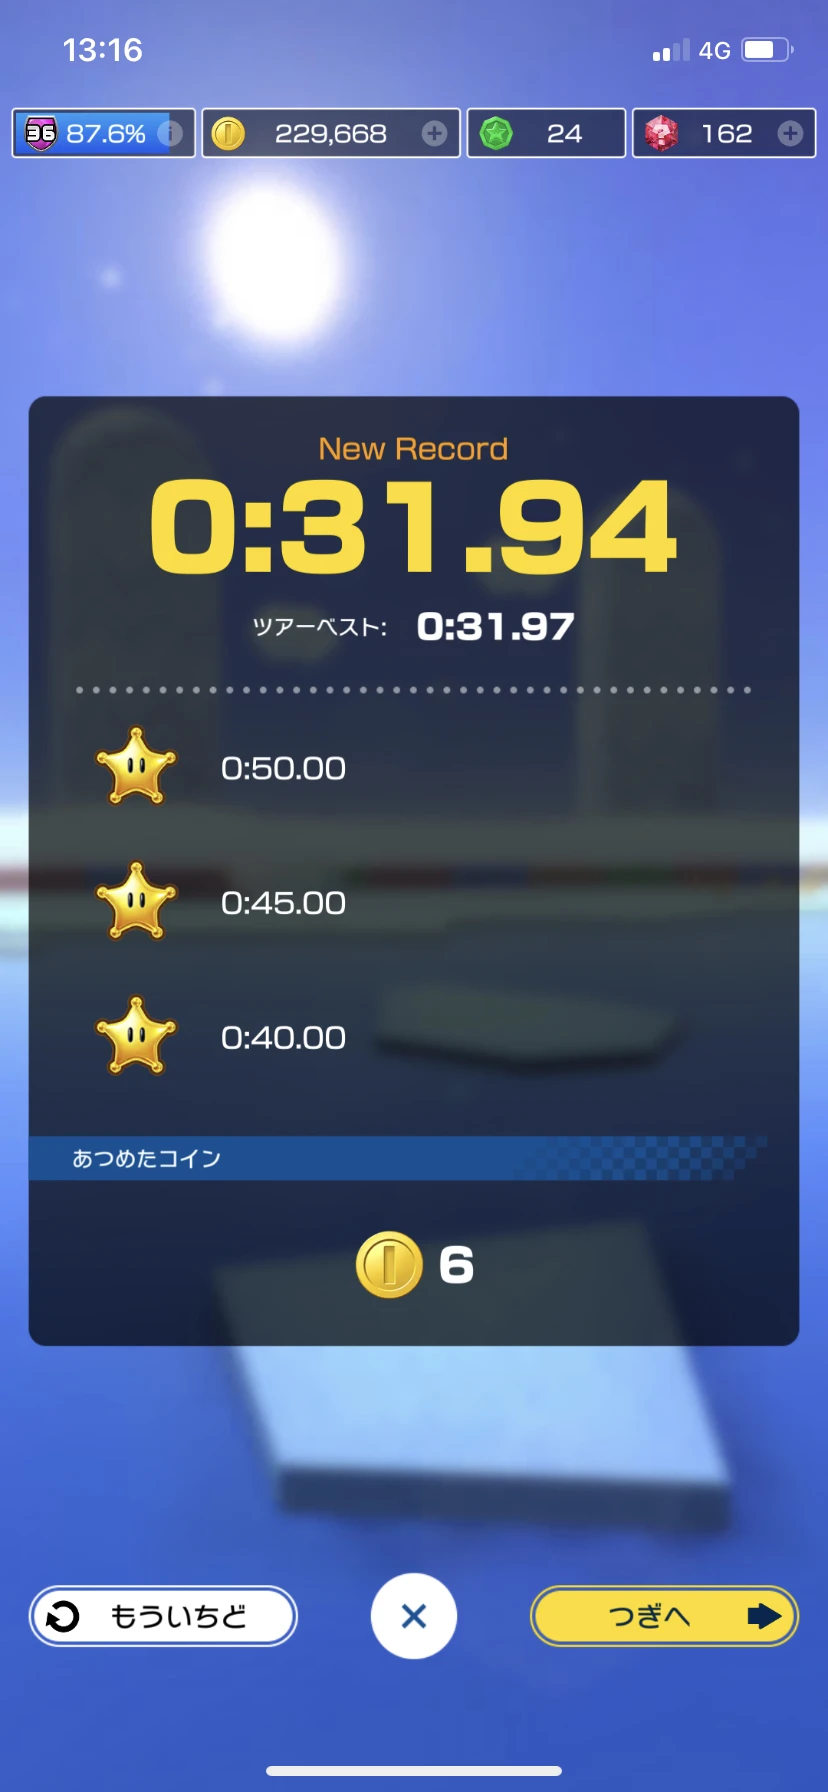 13:16 4G
36 87.6% i 229,668 + 24 162 +
New Record
0:31.94
ツアーベスト: 0:31.97
0:50.00
0:45.00
0:40.00
あつめたコイン
6
もういちど × つぎへ